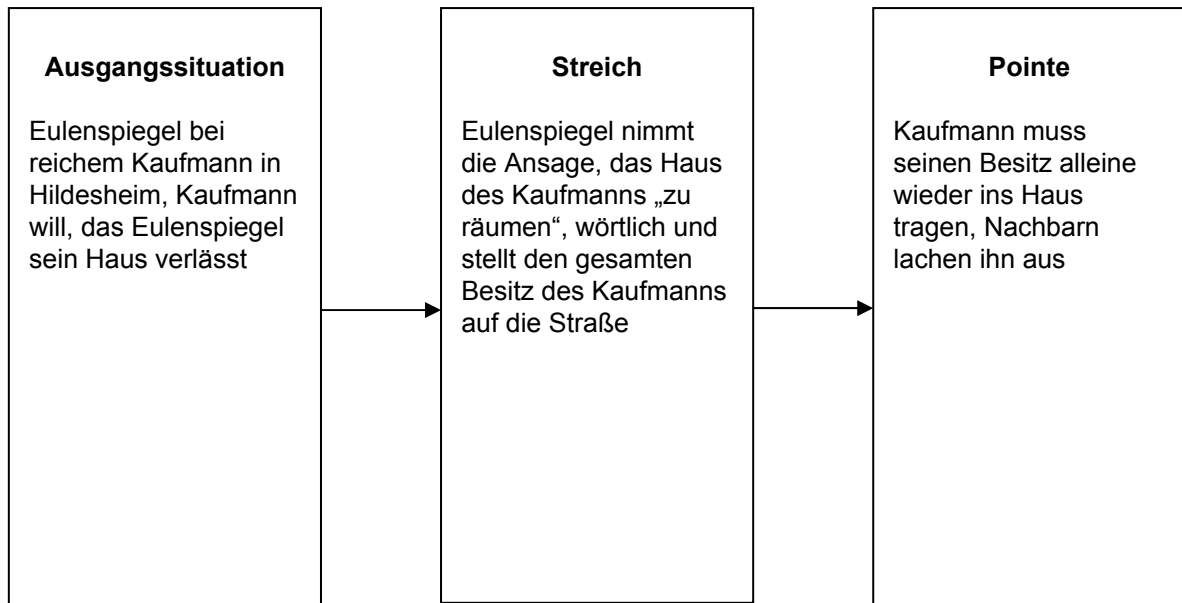 Ausgangssituation
Eulenspiegel bei
reichem Kaufmann in
Hildesheim, Kaufmann
will, das Eulenspiegel
sein Haus verlässt
Streich
Eulenspiegel nimmt
die Ansage, das Haus
des Kaufmanns „zu
räumen“, wörtlich und
stellt den gesamten
Besitz des Kaufmanns
auf die Straße
Pointe
Kaufmann muss
seinen Besitz alleine
wieder ins Haus
tragen, Nachbarn
lachen ihn aus